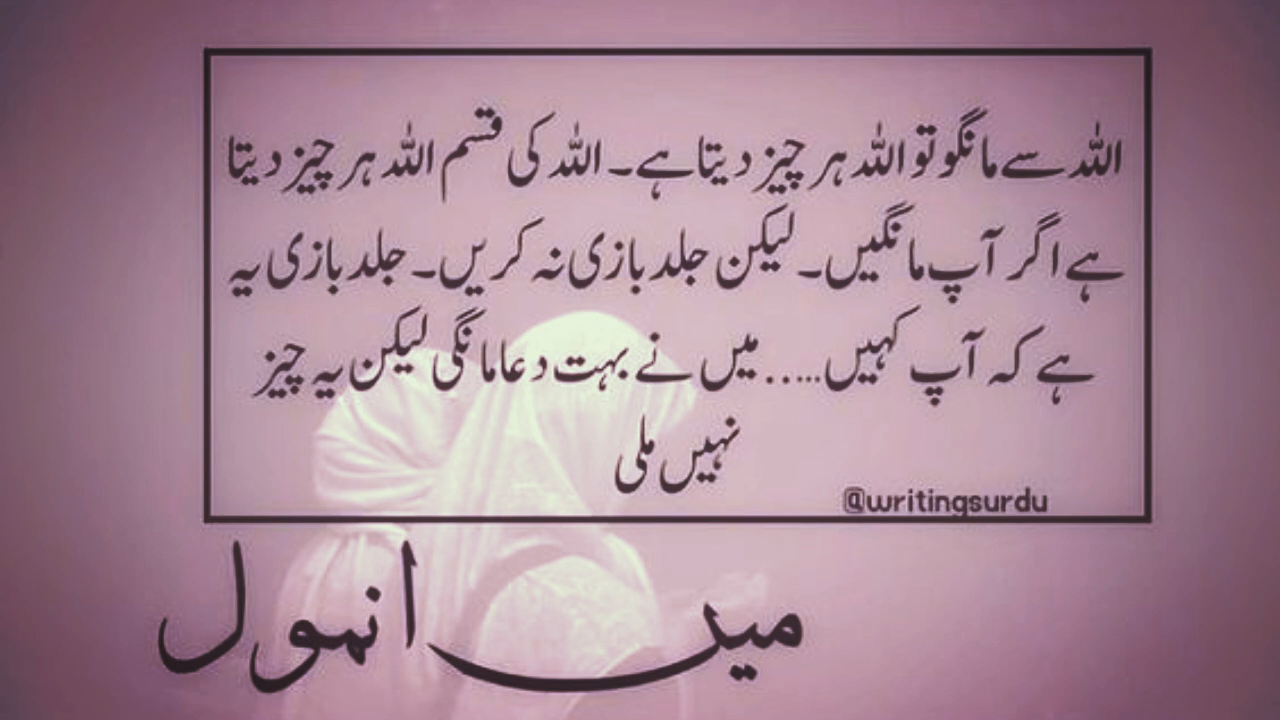 اللہ سے مانگو تو اللہ ہر چیز دیتا ہے۔ اللہ کی قسم اللہ ہر چیز دیتا
ہے اگر آپ مانگیں۔ لیکن جلد بازی نہ کریں۔ جلد بازی یہ
ہے کہ آپ کہیں..... میں نے بہت دعا مانگی لیکن یہ چیز
نہیں ملی
@writingsurdu
میں انمول